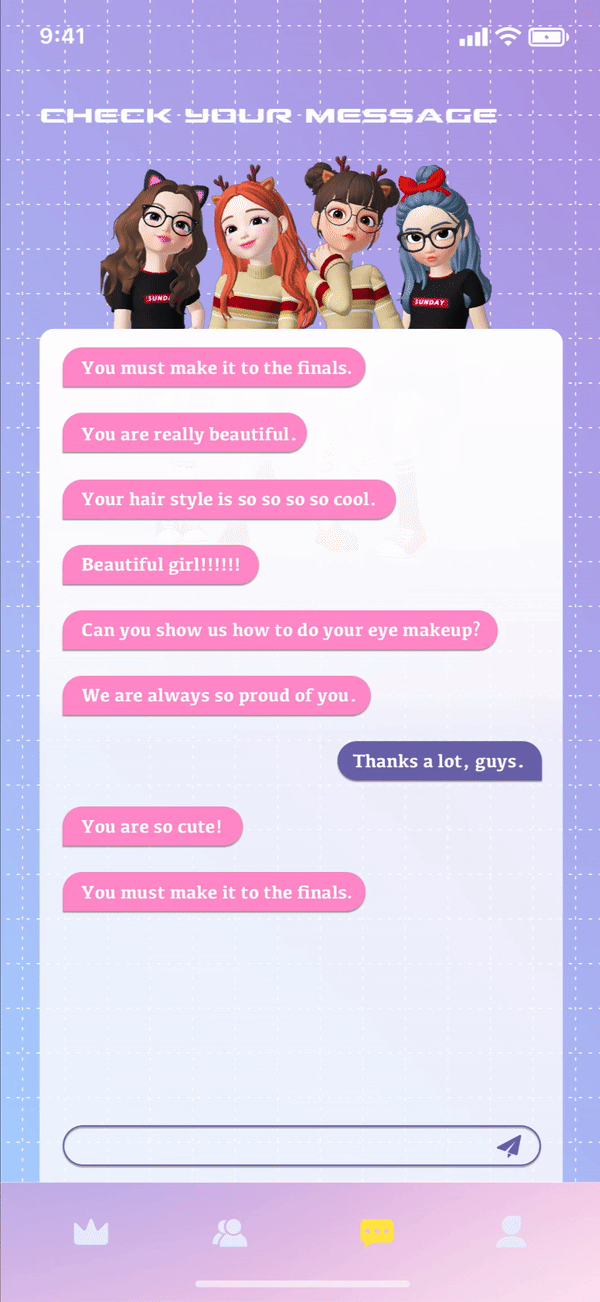 9:41
CHECK YOUR MESSAGE
SUNDAY
You must make it to the finals.
You are really beautiful.
Your hair style is so so so so cool.
Beautiful girl!!!!!!
Can you show us how to do your eye makeup?
We are always so proud of you.
Thanks a lot, guys.
You are so cute!
You must make it to the finals.